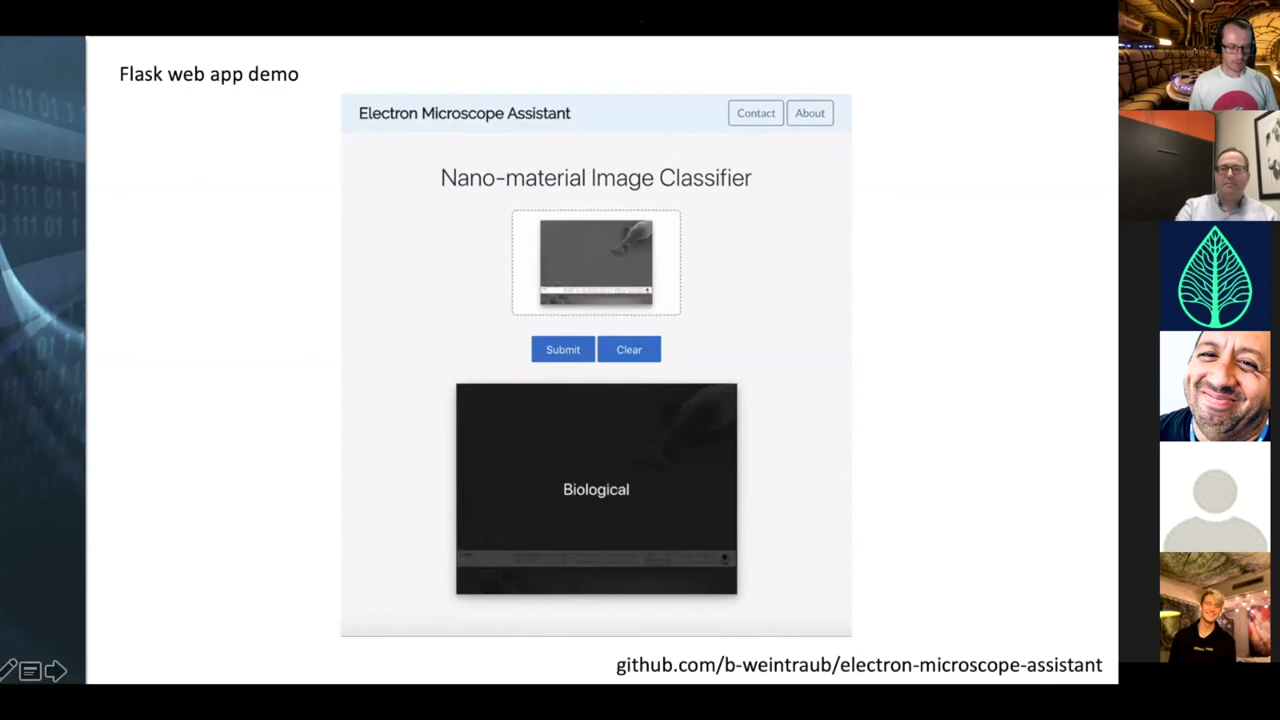 Flask web app demo
Electron Microscope Assistant
Contact
About
Nano-material Image Classifier
Submit
Clear
Biological
github.com/b-weintraub/electron-microscope-assistant